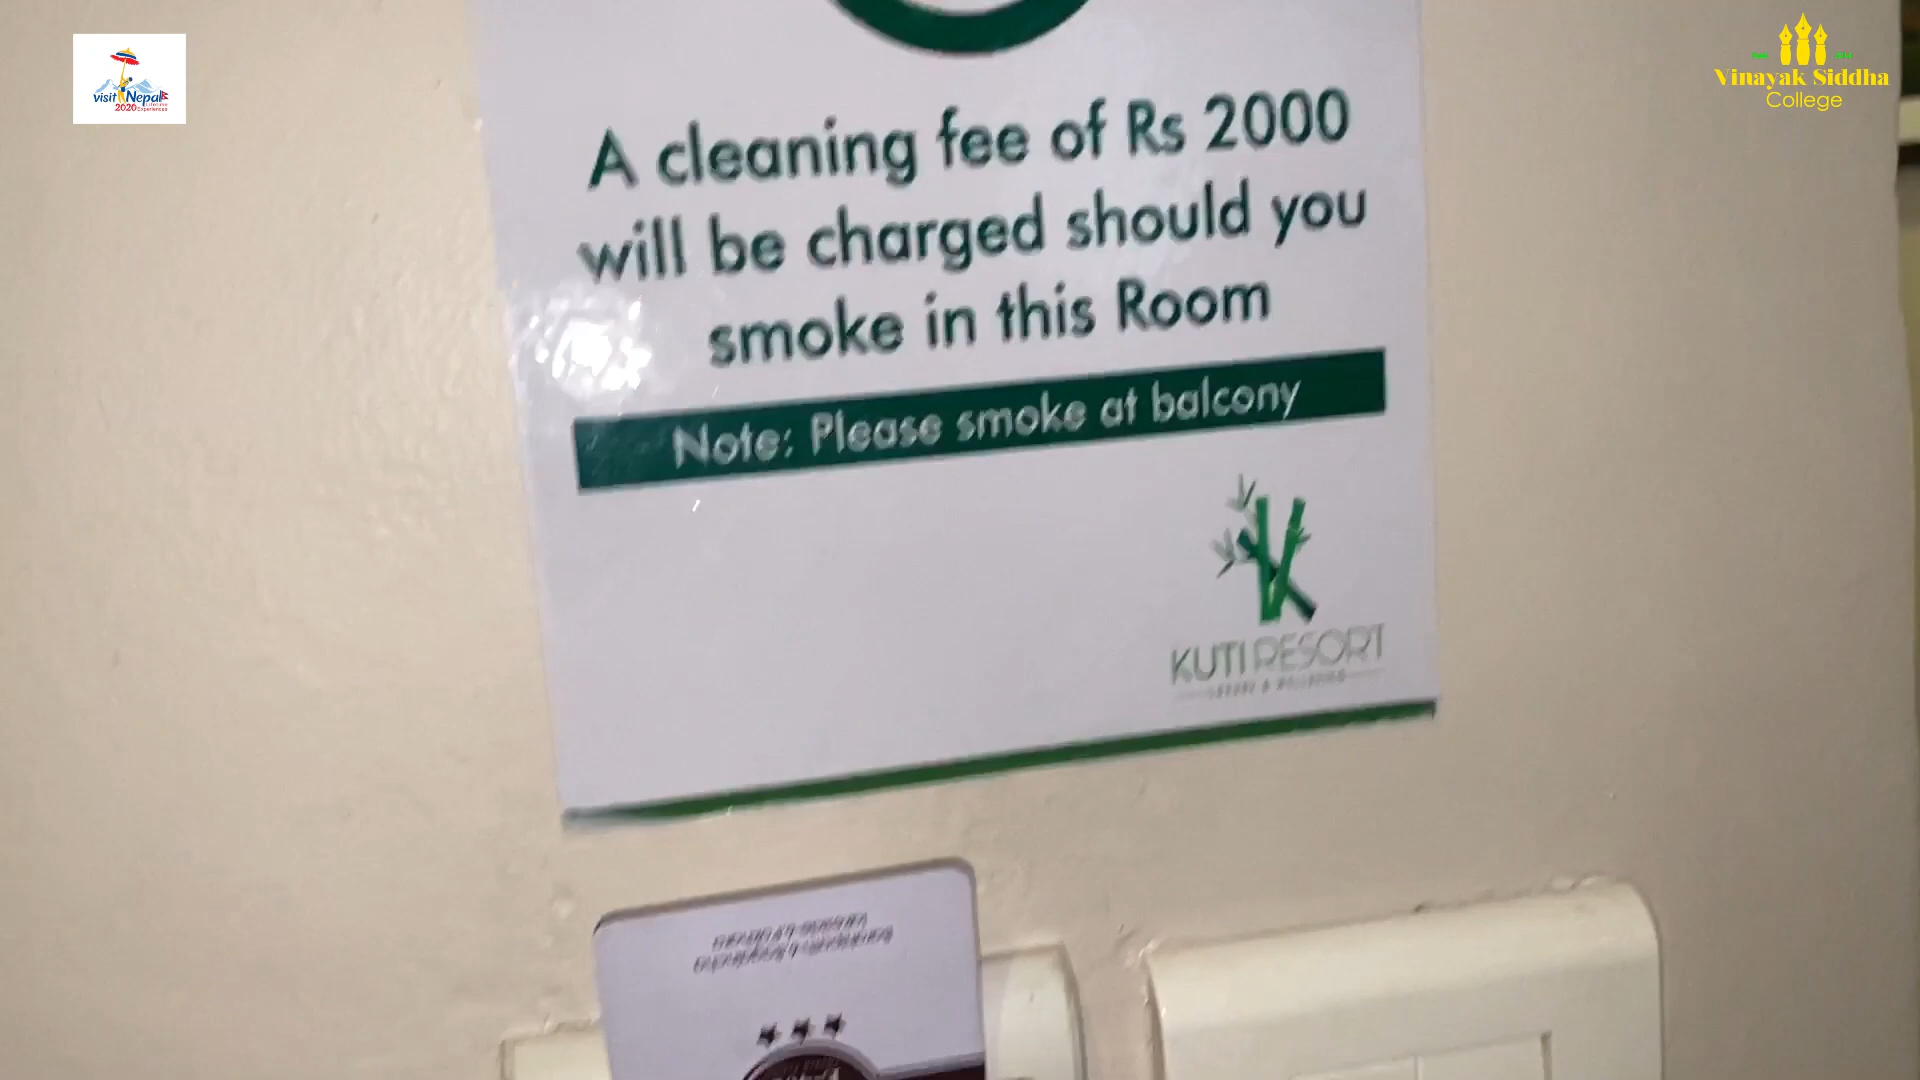 visit Nepal
2020
Vinayak Siddha
College
A cleaning fee of Rs 2000
will be charged should you
smoke in this Room
Note: Please smoke at balcony
KUTI RESORT